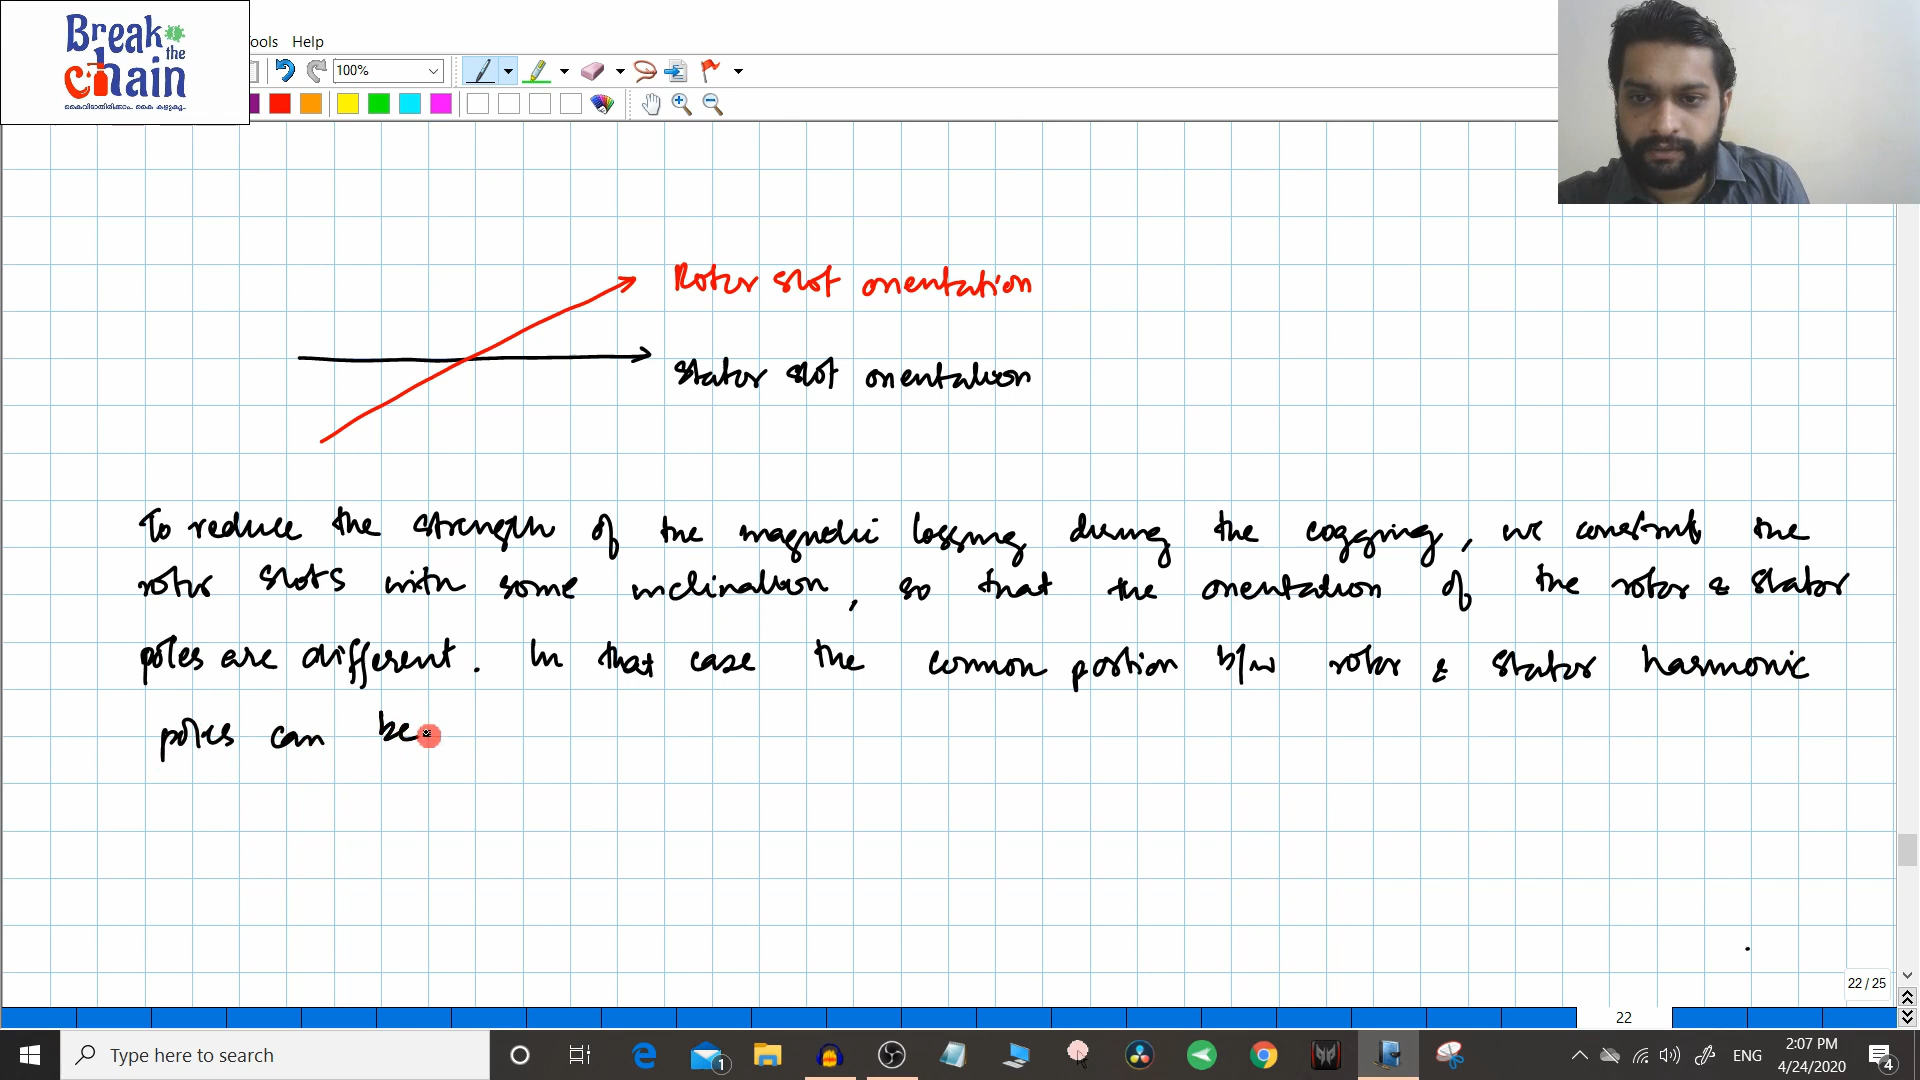 Break
the
chain
കൈവിടാതിരിക്കാം. കൈ കഴുകൂ..
ools Help
100%
Rotor slot orientation
Stator slot orientation
To reduce the strength of the magnetic locking during the cogging, we construct the
rotor slots with some inclination, so that the orientation of the rotor & stator
poles are different. In that case the common portion b/w rotor & stator harmonic
poles can be
22 / 25
22
Type here to search
1
ENG
2:07 PM
4/24/2020
4